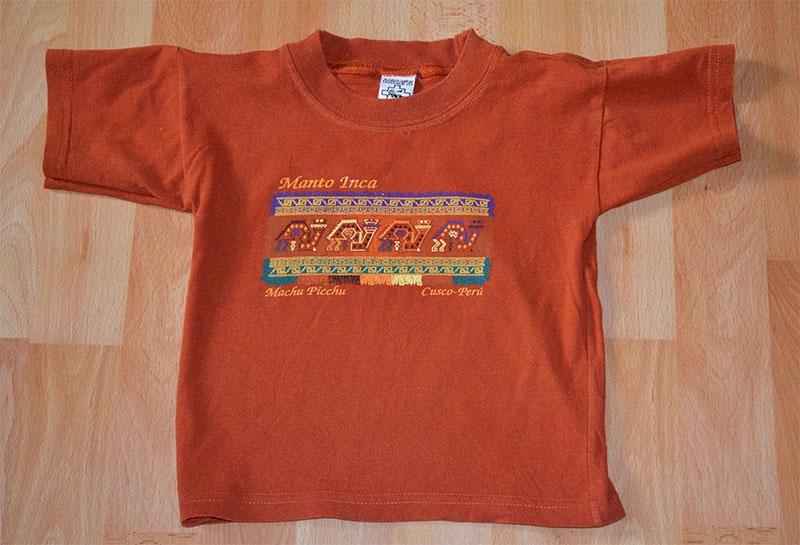 Manto Inca
Machu Picchu
Cusco-Perú